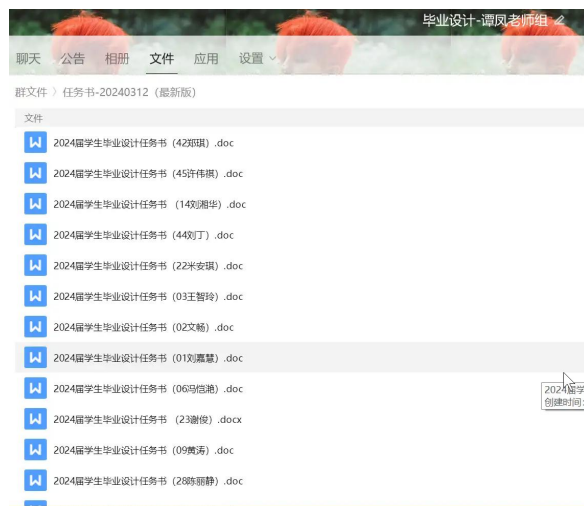 毕业设计-谭凤老师组
聊天 公告 相册 文件 应用 设置
群文件 〉任务书-20240312（最新版）
文件
2024届学生毕业设计任务书（42郑琪）.doc
2024届学生毕业设计任务书（45许伟祺）.doc
2024届学生毕业设计任务书 （14刘湘华）.doc
2024届学生毕业设计任务书（44刘丁）.doc
2024届学生毕业设计任务书（22米安琪）.doc
2024届学生毕业设计任务书（03王智玲）.doc
2024届学生毕业设计任务书（02文畅）.doc
2024届学生毕业设计任务书（01刘嘉慧）.doc
2024届学生毕业设计任务书（06冯恺滟）.doc
2024届学
创建时间:
2024届学生毕业设计任务书 （23谢俊）.docx
2024届学生毕业设计任务书（09黄涛）.doc
2024届学生毕业设计任务书（28陈丽静）.doc